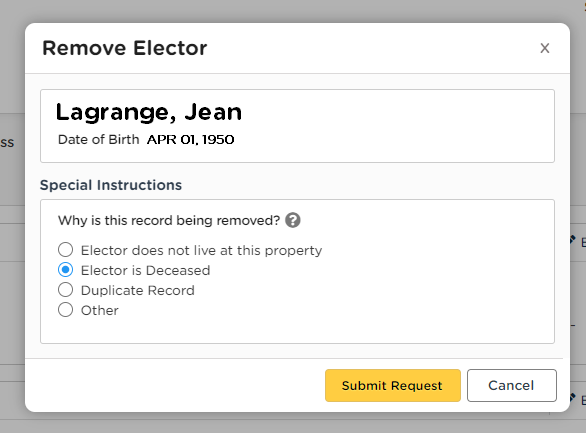 Remove Elector
X
Lagrange, Jean
Date of Birth APR 01, 1950
ss
Special Instructions
Why is this record being removed? ?
Elector does not live at this property
Elector is Deceased
Duplicate Record
Other
Submit Request
Cancel